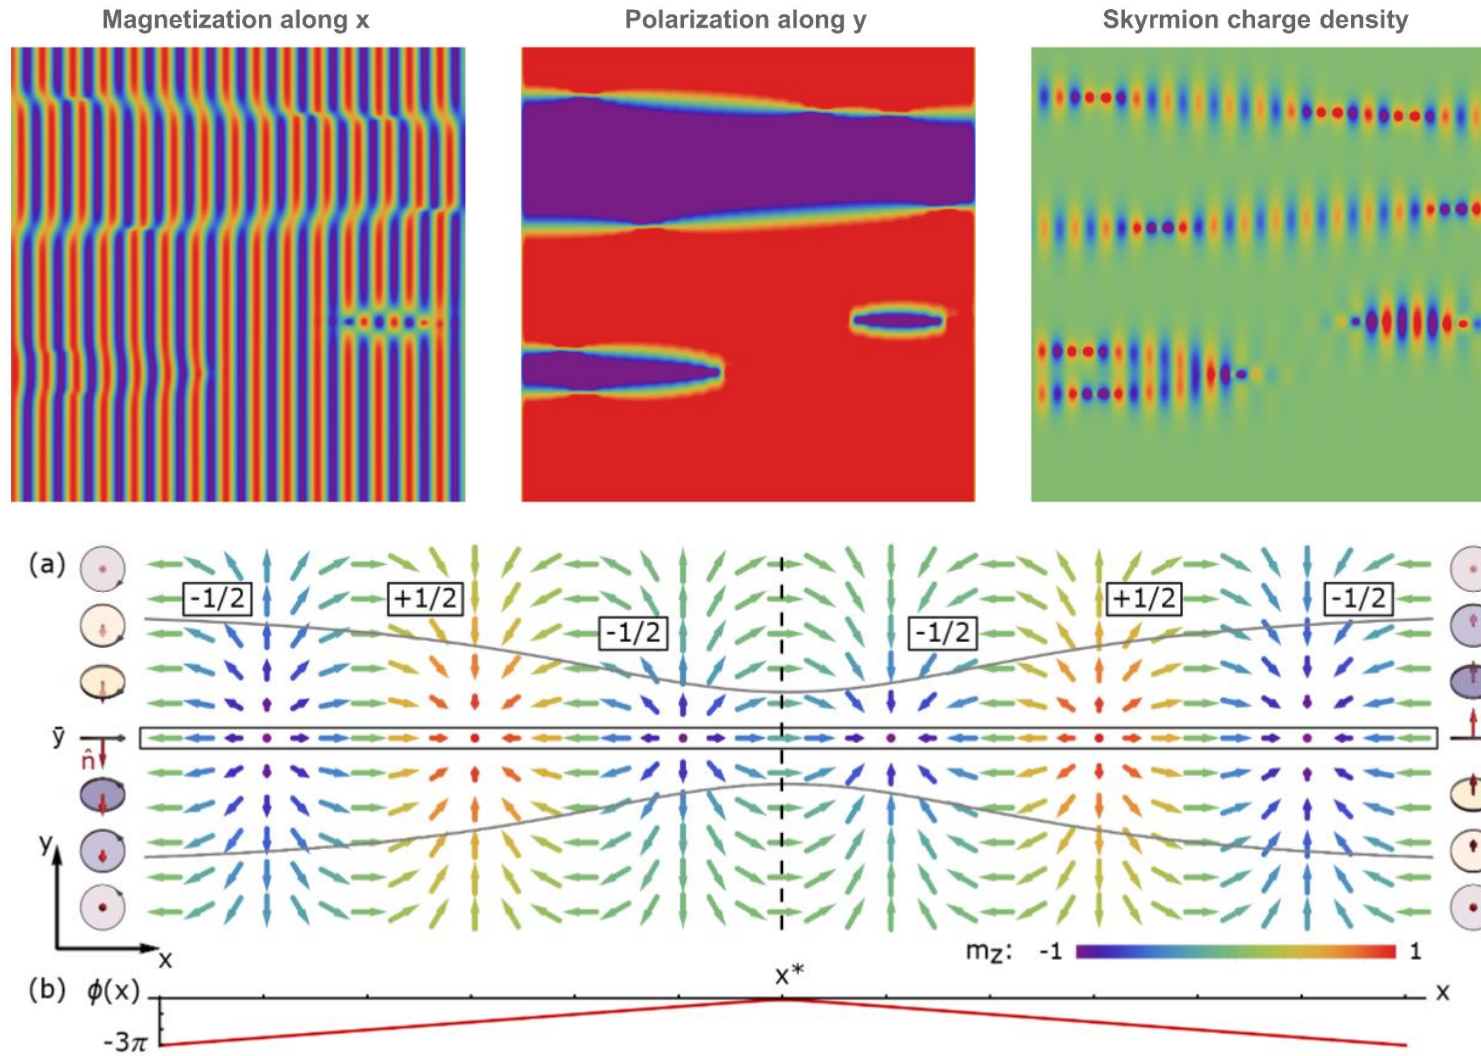 Magnetization along x
Polarization along y
Skyrmion charge density
(a)
-1/2
+1/2
-1/2
-1/2
+1/2
-1/2
ȳ
n̂
y
x
m_z: -1 1
x*
(b) ϕ(x) x
-3π